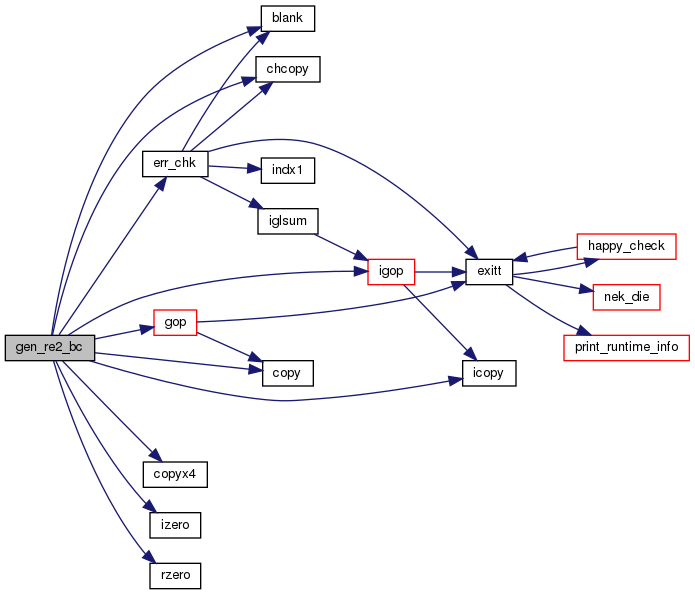 blank
chcopy
err_chk
indx1
iglsum
happy_check
igop
exitt
nek_die
gop
gen_re2_bc
print_runtime_info
copy
icopy
copyx4
izero
rzero